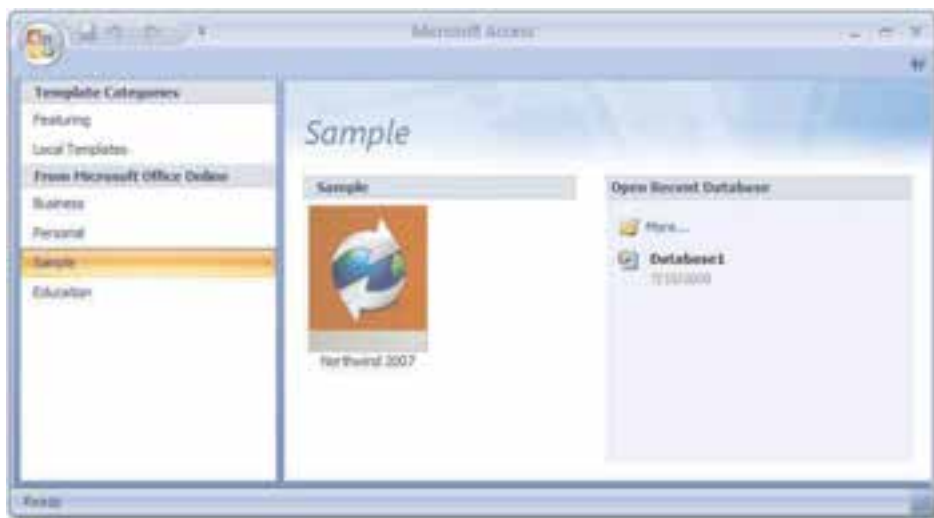 Microsoft Access
Template Categories
Featuring
Local Templates
From Microsoft Office Online
Business
Personal
Sample
Education
Sample
Sample
Northwind 2007
Open Recent Database
More...
Database1
Ready